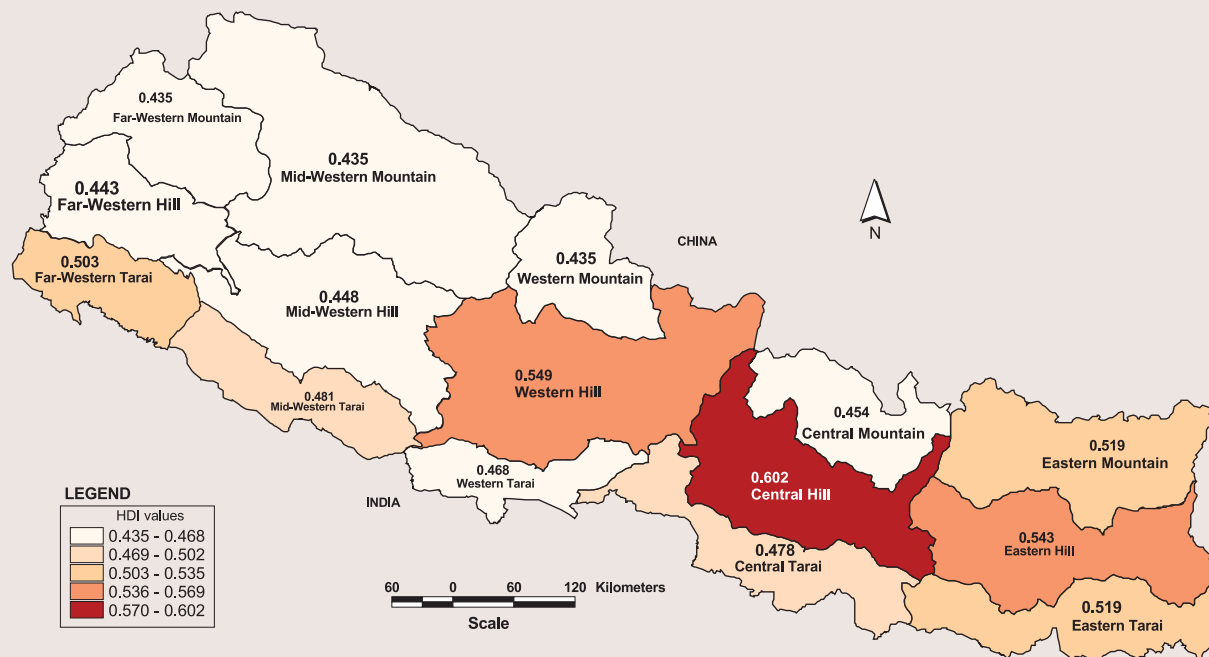 0.435
Far-Western Mountain
0.435
Mid-Western Mountain
0.443
Far-Western Hill
N
CHINA
0.503
Far-Western Tarai
0.435
Western Mountain
0.448
Mid-Western Hill
0.549
Western Hill
0.481
Mid-Western Tarai
0.454
Central Mountain
0.519
Eastern Mountain
0.468
Western Tarai
0.602
Central Hill
INDIA
0.543
Eastern Hill
0.478
Central Tarai
0.519
Eastern Tarai
LEGEND
HDI values
0.435 - 0.468
0.469 - 0.502
0.503 - 0.535
0.536 - 0.569
0.570 - 0.602
60 0 60 120 Kilometers
Scale